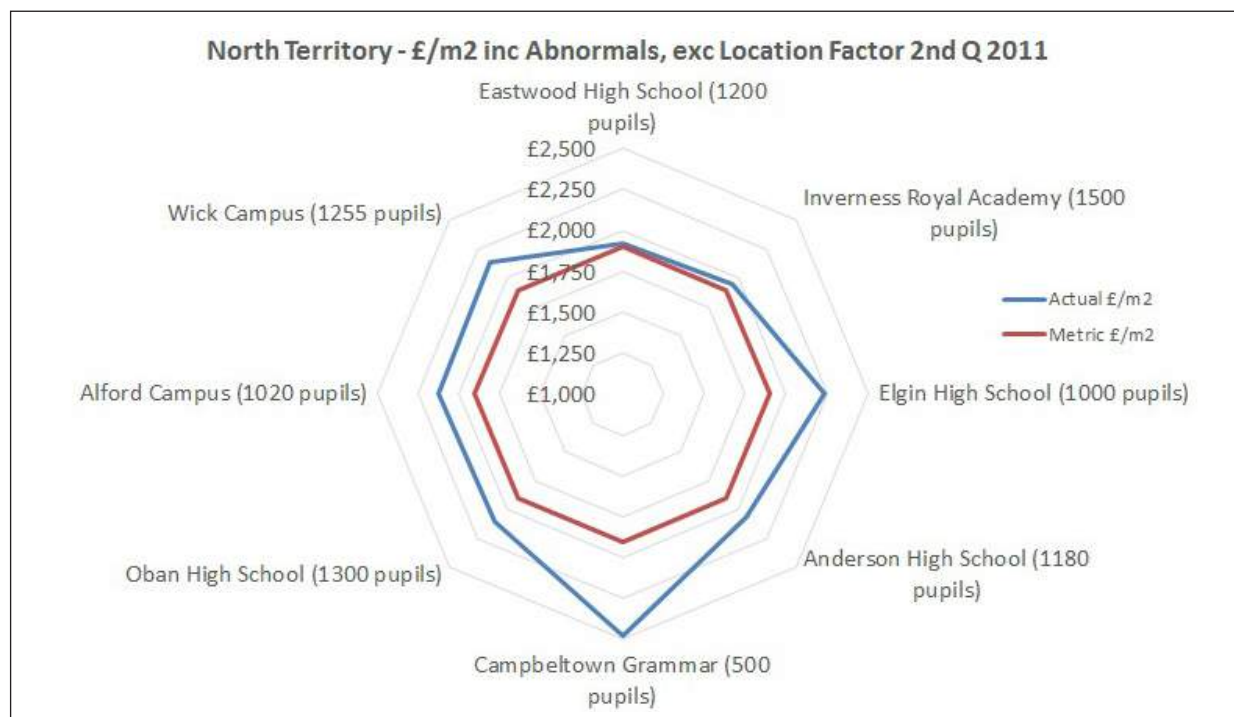 North Territory - £/m2 inc Abnormals, exc Location Factor 2nd Q 2011
Eastwood High School (1200
pupils)
£2,500
£2,250
£2,000
£1,750
£1,500
£1,250
£1,000
Inverness Royal Academy (1500
pupils)
Wick Campus (1255 pupils)
Actual £/m2
Metric £/m2
Alford Campus (1020 pupils)
Elgin High School (1000 pupils)
Oban High School (1300 pupils)
Anderson High School (1180
pupils)
Campbeltown Grammar (500
pupils)